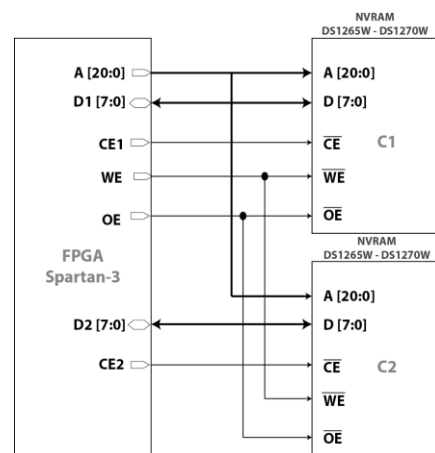 NVRAM
DS1265W - DS1270W
A [20:0]
A [20:0]
D1 [7:0]
D [7:0]
CE1
CE
C1
WE
WE
OE
OE
FPGA
Spartan-3
NVRAM
DS1265W - DS1270W
A [20:0]
D2 [7:0]
D [7:0]
CE2
CE
C2
WE
OE